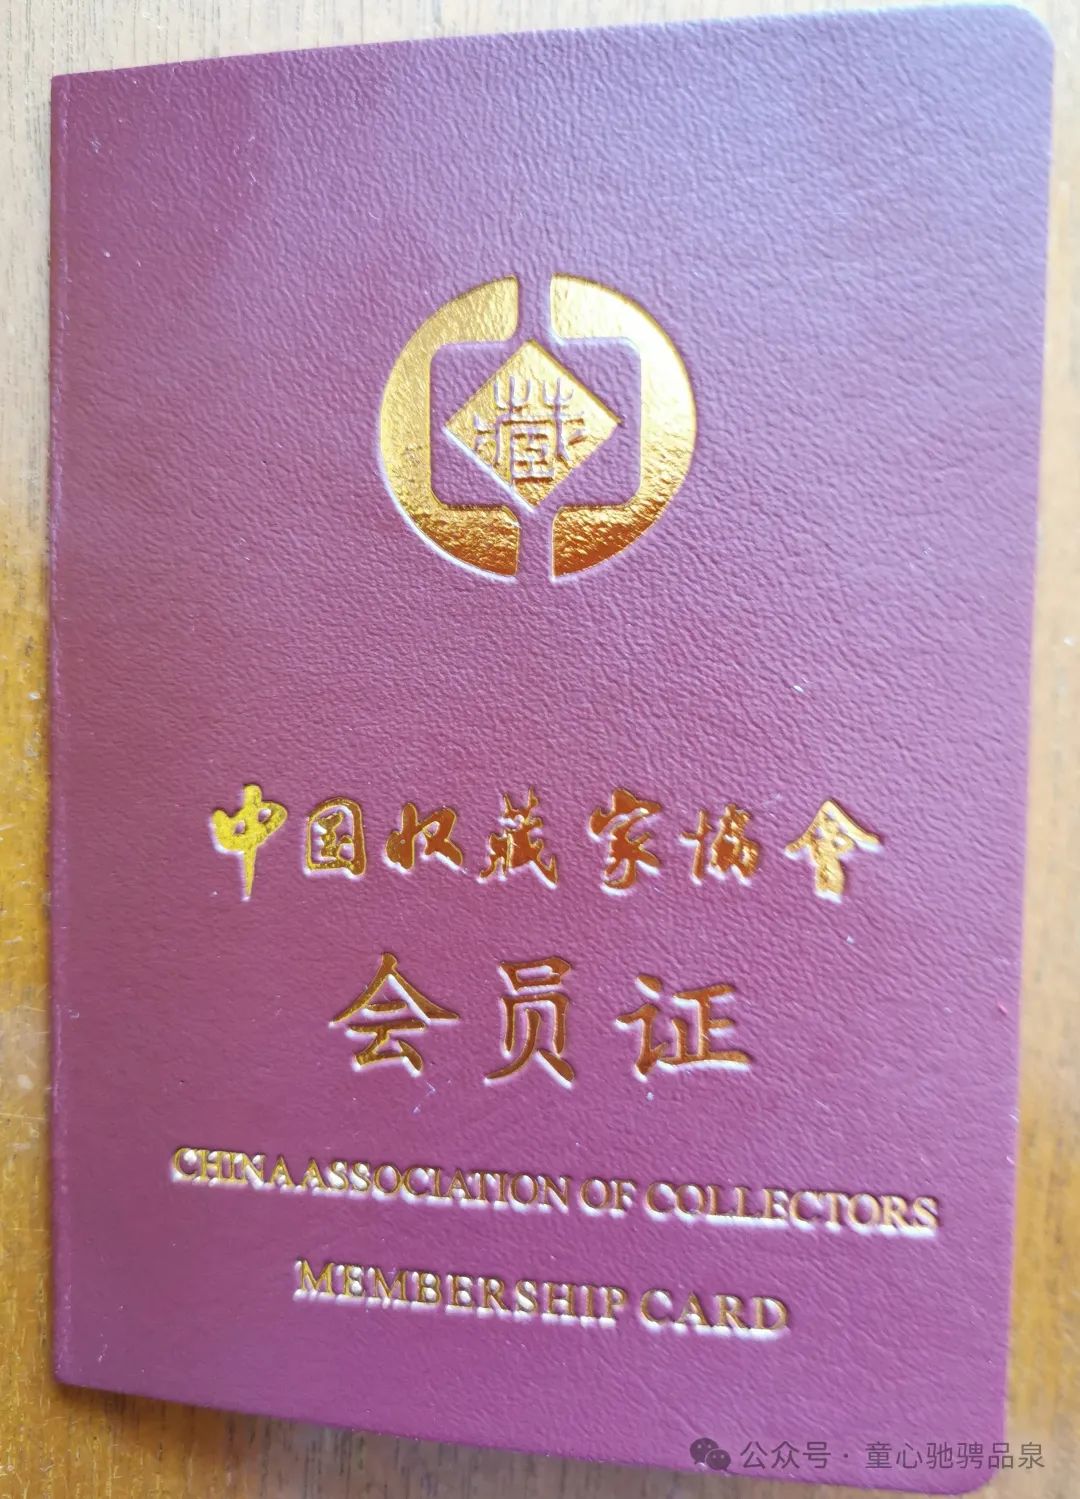 藏
中国收藏家协會
会员证
CHINA ASSOCIATION OF COLLECTORS
MEMBERSHIP CARD
公众号·童心驰骋品泉